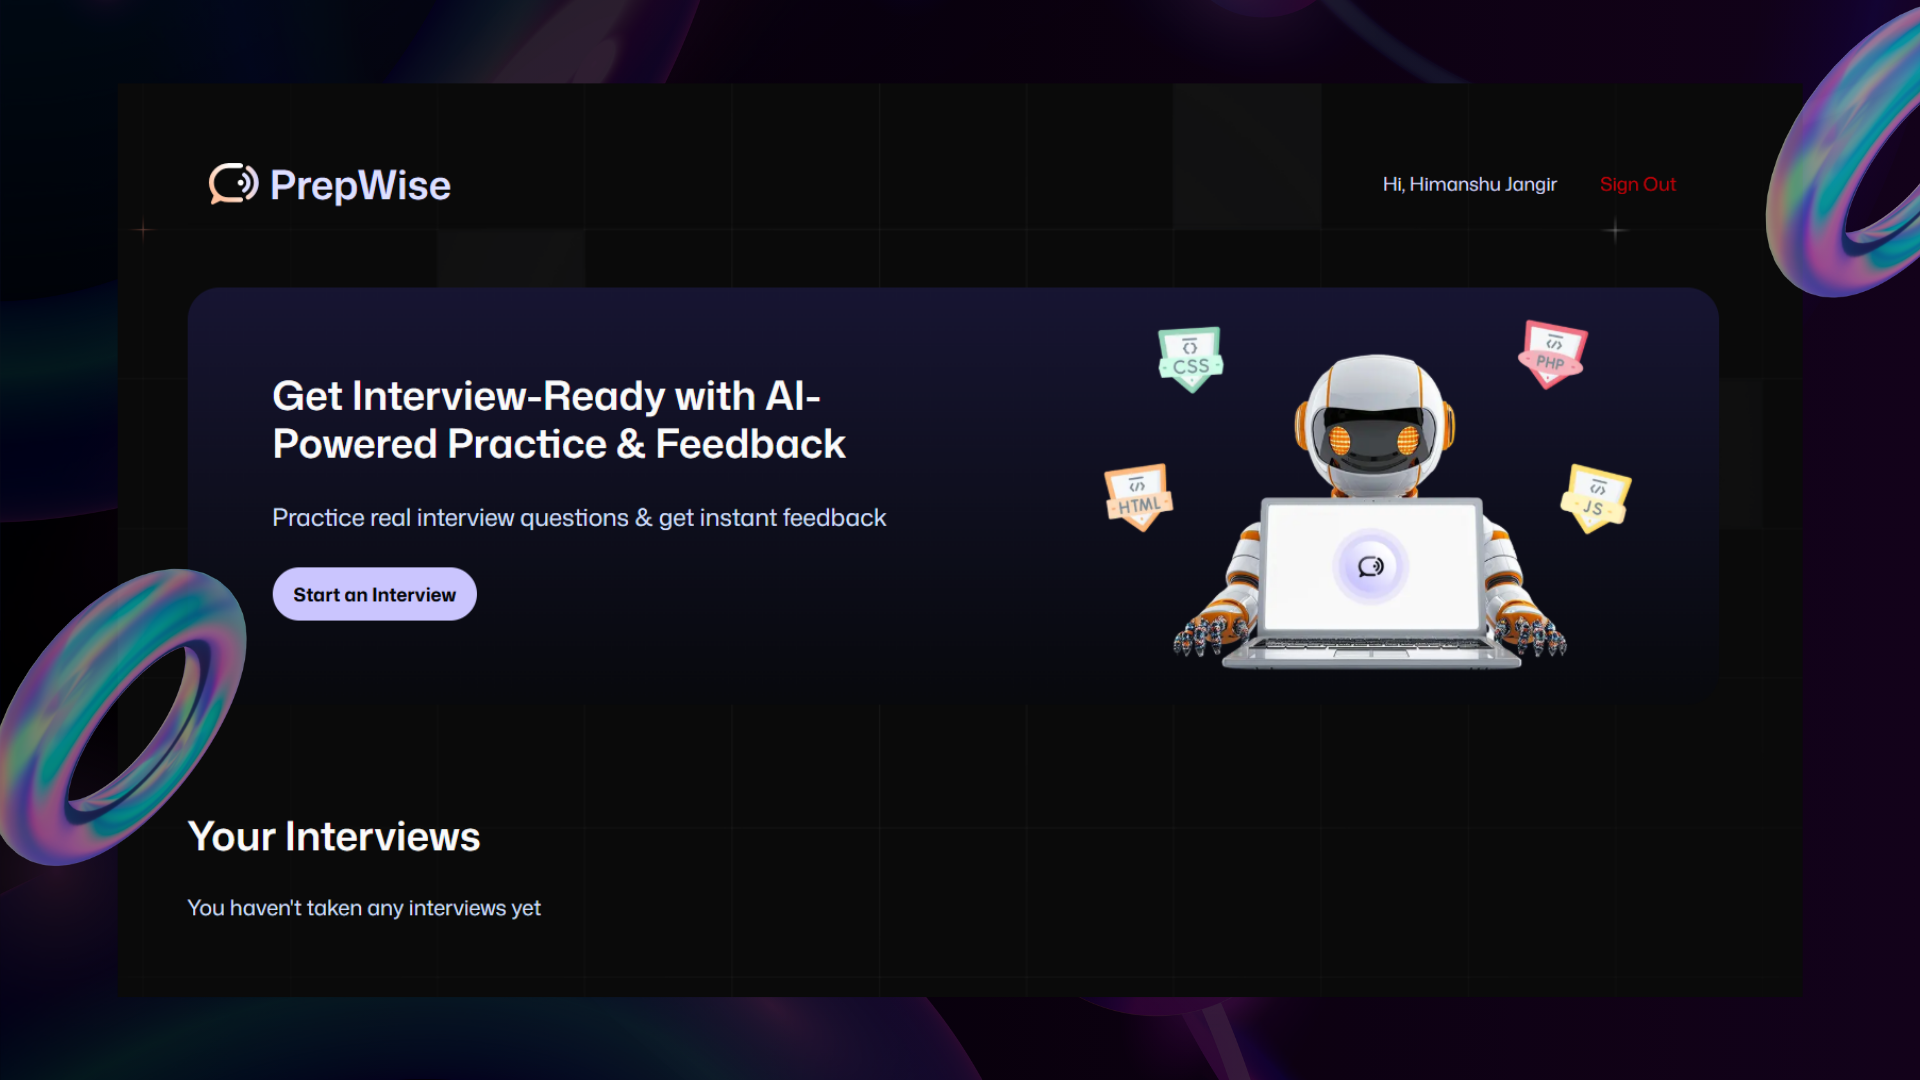 PrepWise
Hi, Himanshu Jangir
Sign Out
Get Interview-Ready with AI-
Powered Practice & Feedback
Practice real interview questions & get instant feedback
Start an Interview
CSS
PHP
HTML
JS
Your Interviews
You haven't taken any interviews yet